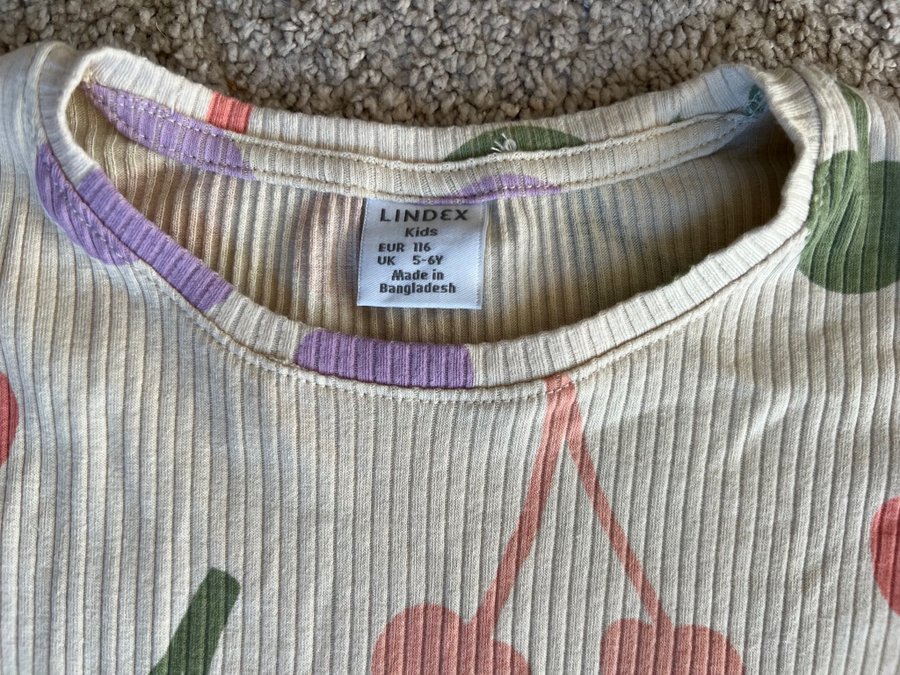 LINDEX
Kids
EUR 116
UK 5-6Y
Made in
Bangladesh